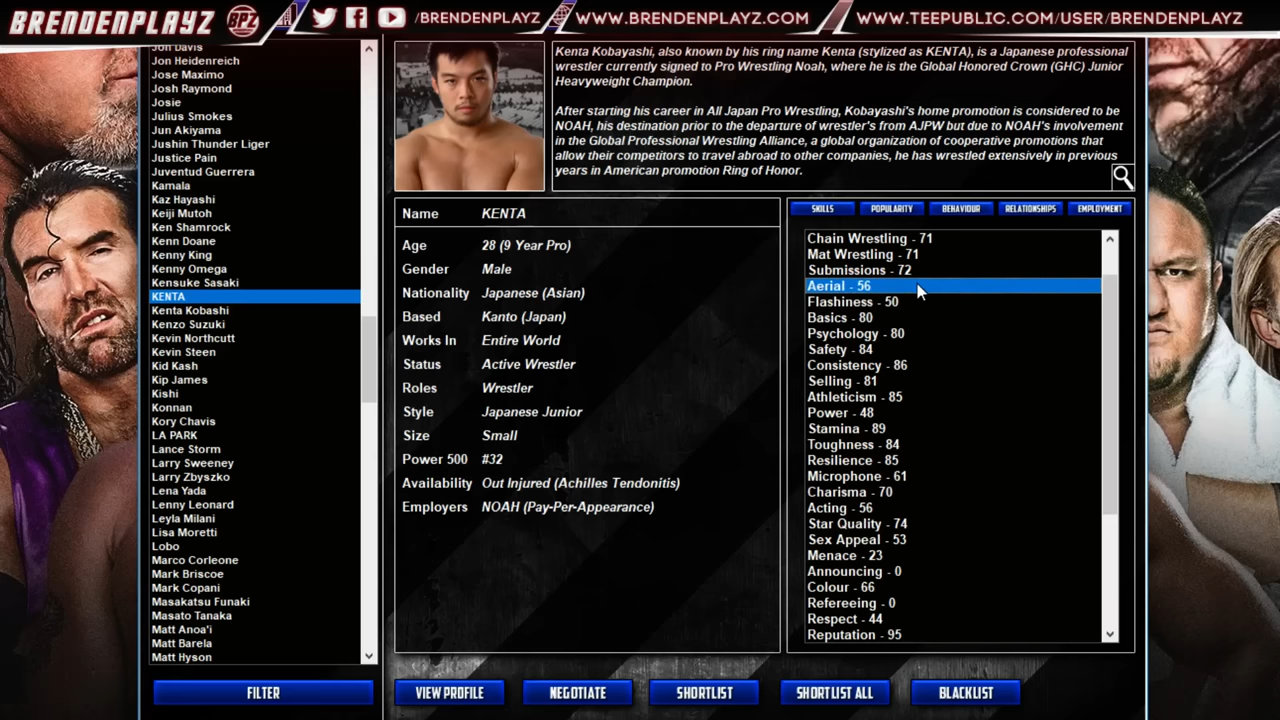 BRENDENPLAYZ BPZ /BRENDENPLAYZ WWW.BRENDENPLAYZ.COM WWW.TEEPUBLIC.COM/USER/BRENDENPLAYZ
Jon Davis
Jon Heidenreich
Jose Maximo
Josh Raymond
Josie
Julius Smokes
Jun Akiyama
Jushin Thunder Liger
Justice Pain
Juventud Guerrera
Kamala
Kaz Hayashi
Keiji Mutoh
Ken Shamrock
Kenn Doane
Kenny King
Kenny Omega
Kensuke Sasaki
KENTA
Kenta Kobashi
Kenzo Suzuki
Kevin Northcutt
Kevin Steen
Kid Kash
Kip James
Kishi
Konnan
Kory Chavis
LA PARK
Lance Storm
Larry Sweeney
Larry Zbyszko
Lena Yada
Lenny Leonard
Leyla Milani
Lisa Moretti
Lobo
Marco Corleone
Mark Briscoe
Mark Copani
Masakatsu Funaki
Masato Tanaka
Matt Anoa'i
Matt Barela
Matt Hyson
FILTER
Kenta Kobayashi, also known by his ring name Kenta (stylized as KENTA), is a Japanese professional
wrestler currently signed to Pro Wrestling Noah, where he is the Global Honored Crown (GHC) Junior
Heavyweight Champion.
After starting his career in All Japan Pro Wrestling, Kobayashi's home promotion is considered to be
NOAH, his destination prior to the departure of wrestler's from AJPW but due to NOAH's involvement
in the Global Professional Wrestling Alliance, a global organization of cooperative promotions that
allow their competitors to travel abroad to other companies, he has wrestled extensively in previous
years in American promotion Ring of Honor.
Name KENTA
Age 28 (9 Year Pro)
Gender Male
Nationality Japanese (Asian)
Based Kanto (Japan)
Works In Entire World
Status Active Wrestler
Roles Wrestler
Style Japanese Junior
Size Small
Power 500 #32
Availability Out Injured (Achilles Tendonitis)
Employers NOAH (Pay-Per-Appearance)
SKILLS POPULARITY BEHAVIOUR RELATIONSHIPS EMPLOYMENT
Chain Wrestling - 71
Mat Wrestling - 71
Submissions - 72
Aerial - 56
Flashiness - 50
Basics - 80
Psychology - 80
Safety - 84
Consistency - 86
Selling - 81
Athleticism - 85
Power - 48
Stamina - 89
Toughness - 84
Resilience - 85
Microphone - 61
Charisma - 70
Acting - 56
Star Quality - 74
Sex Appeal - 53
Menace - 23
Announcing - 0
Colour - 66
Refereeing - 0
Respect - 44
Reputation - 95
VIEW PROFILE NEGOTIATE SHORTLIST SHORTLIST ALL BLACKLIST